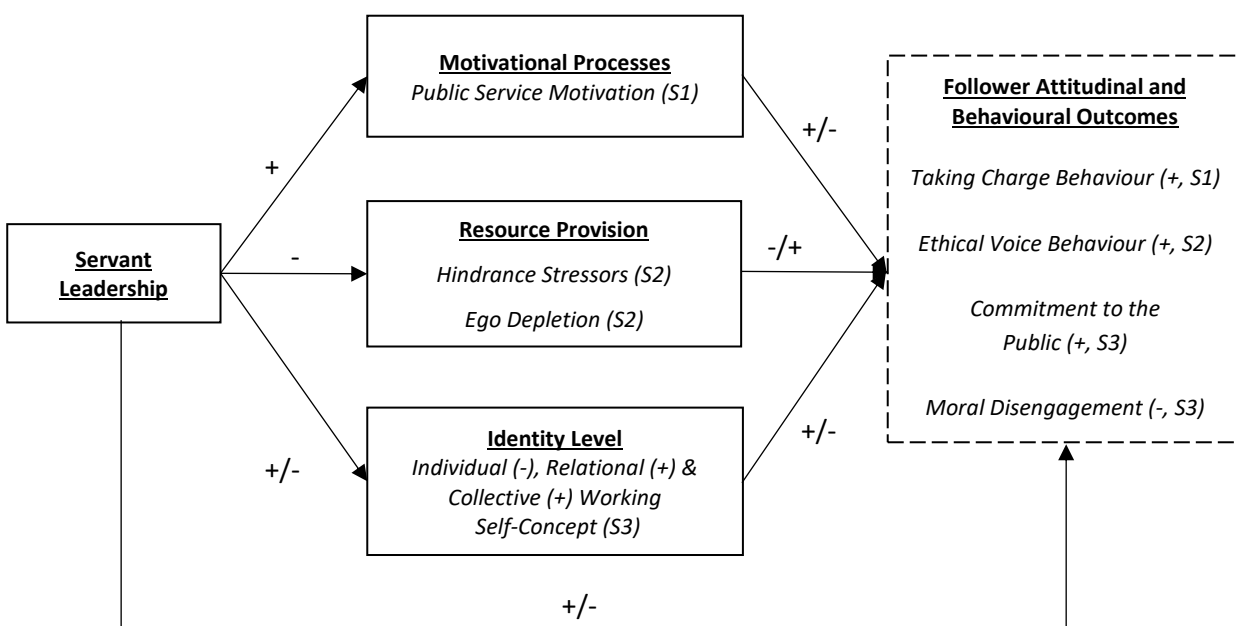 Motivational Processes
Public Service Motivation (S1)
Follower Attitudinal and
Behavioural Outcomes
+/-
+
Taking Charge Behaviour (+, S1)
Servant
Leadership
-
Resource Provision
Hindrance Stressors (S2)
Ego Depletion (S2)
-/+
Ethical Voice Behaviour (+, S2)
Commitment to the
Public (+, S3)
Moral Disengagement (-, S3)
+/-
Identity Level
Individual (-), Relational (+) &
Collective (+) Working
Self-Concept (S3)
+/-
+/-